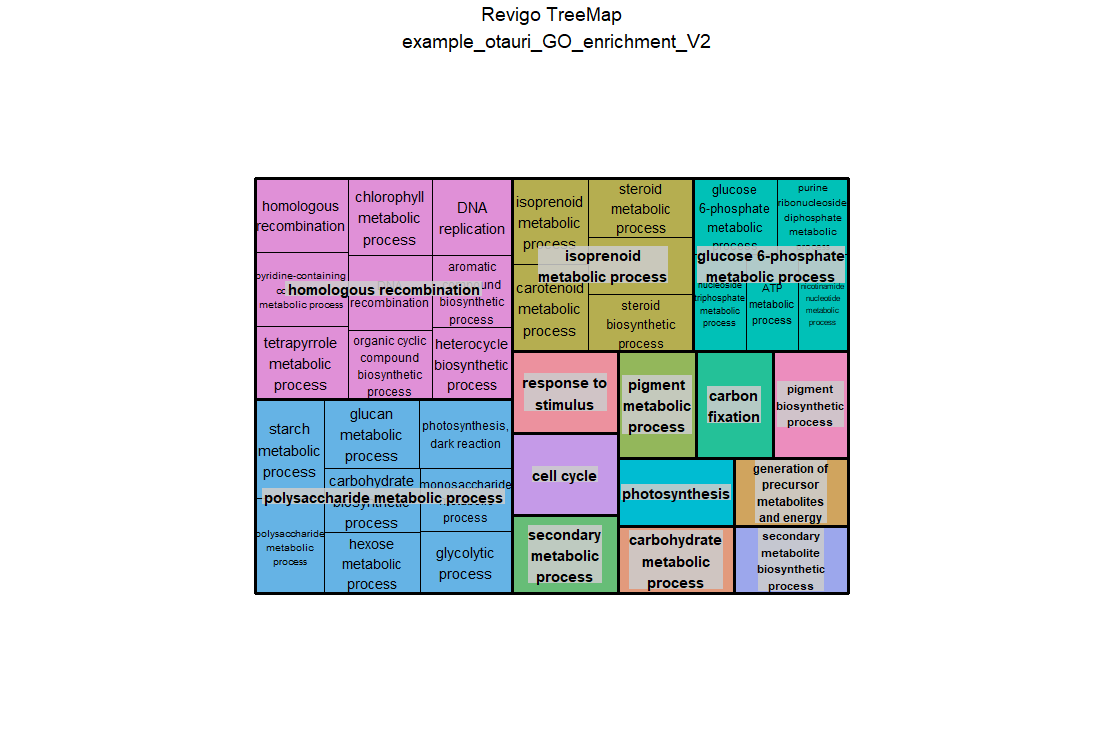 Revigo TreeMap
example_otauri_GO_enrichment_V2
homologous
recombination
chlorophyll
metabolic
process
DNA
replication
pyridine-containing
metabolic process
recombination
aromatic
biosynthetic
process
homologous recombination
tetrapyrrole
metabolic
process
organic cyclic
compound
biosynthetic
process
heterocycle
biosynthetic
process
isoprenoid
metabolic
process
steroid
metabolic
process
isoprenoid
metabolic process
carotenoid
metabolic
process
steroid
biosynthetic
process
glucose
6-phosphate
metabolic
process
purine
ribonucleoside
diphosphate
metabolic
process
glucose 6-phosphate
metabolic process
nucleoside
triphosphate
metabolic
process
ATP
metabolic
process
nicotinamide
nucleotide
metabolic
process
starch
metabolic
process
glucan
metabolic
process
photosynthesis,
dark reaction
carbohydrate
biosynthetic
process
monosaccharide
metabolic
process
polysaccharide metabolic process
polysaccharide
metabolic
process
hexose
metabolic
process
glycolytic
process
response to
stimulus
cell cycle
secondary
metabolic
process
pigment
metabolic
process
carbon
fixation
pigment
biosynthetic
process
photosynthesis
generation of
precursor
metabolites
and energy
carbohydrate
metabolic
process
secondary
metabolite
biosynthetic
process